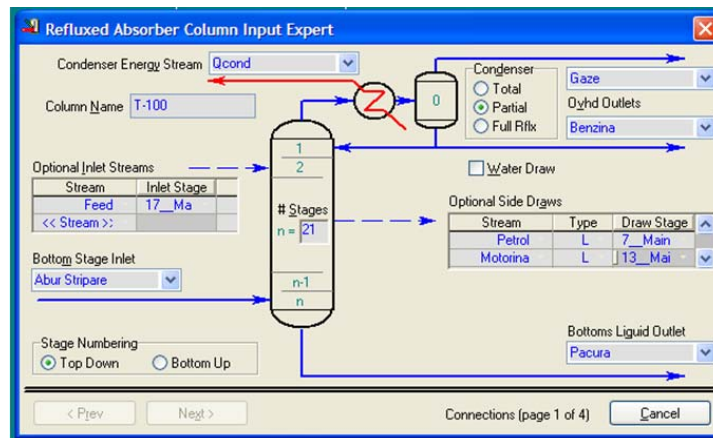 Refluxed Absorber Column Input Expert
Condenser Energy Stream Qcond
Column Name T-100
Condenser
Total
Partial
Full Rflx
Gaze
Ovhd Outlets
Benzina
0
1
2
Water Draw
Optional Inlet Streams
Stream Inlet Stage
Feed 17__Ma
<< Stream >>
# Stages
n = 21
Optional Side Draws
Stream Type Draw Stage
Petrol L 7__Main
Motorina L 13__Mai
Bottom Stage Inlet
Abur Stripare
n-1
n
Stage Numbering
Top Down Bottom Up
Bottoms Liquid Outlet
Pacura
< Prev Next > Connections (page 1 of 4) Cancel